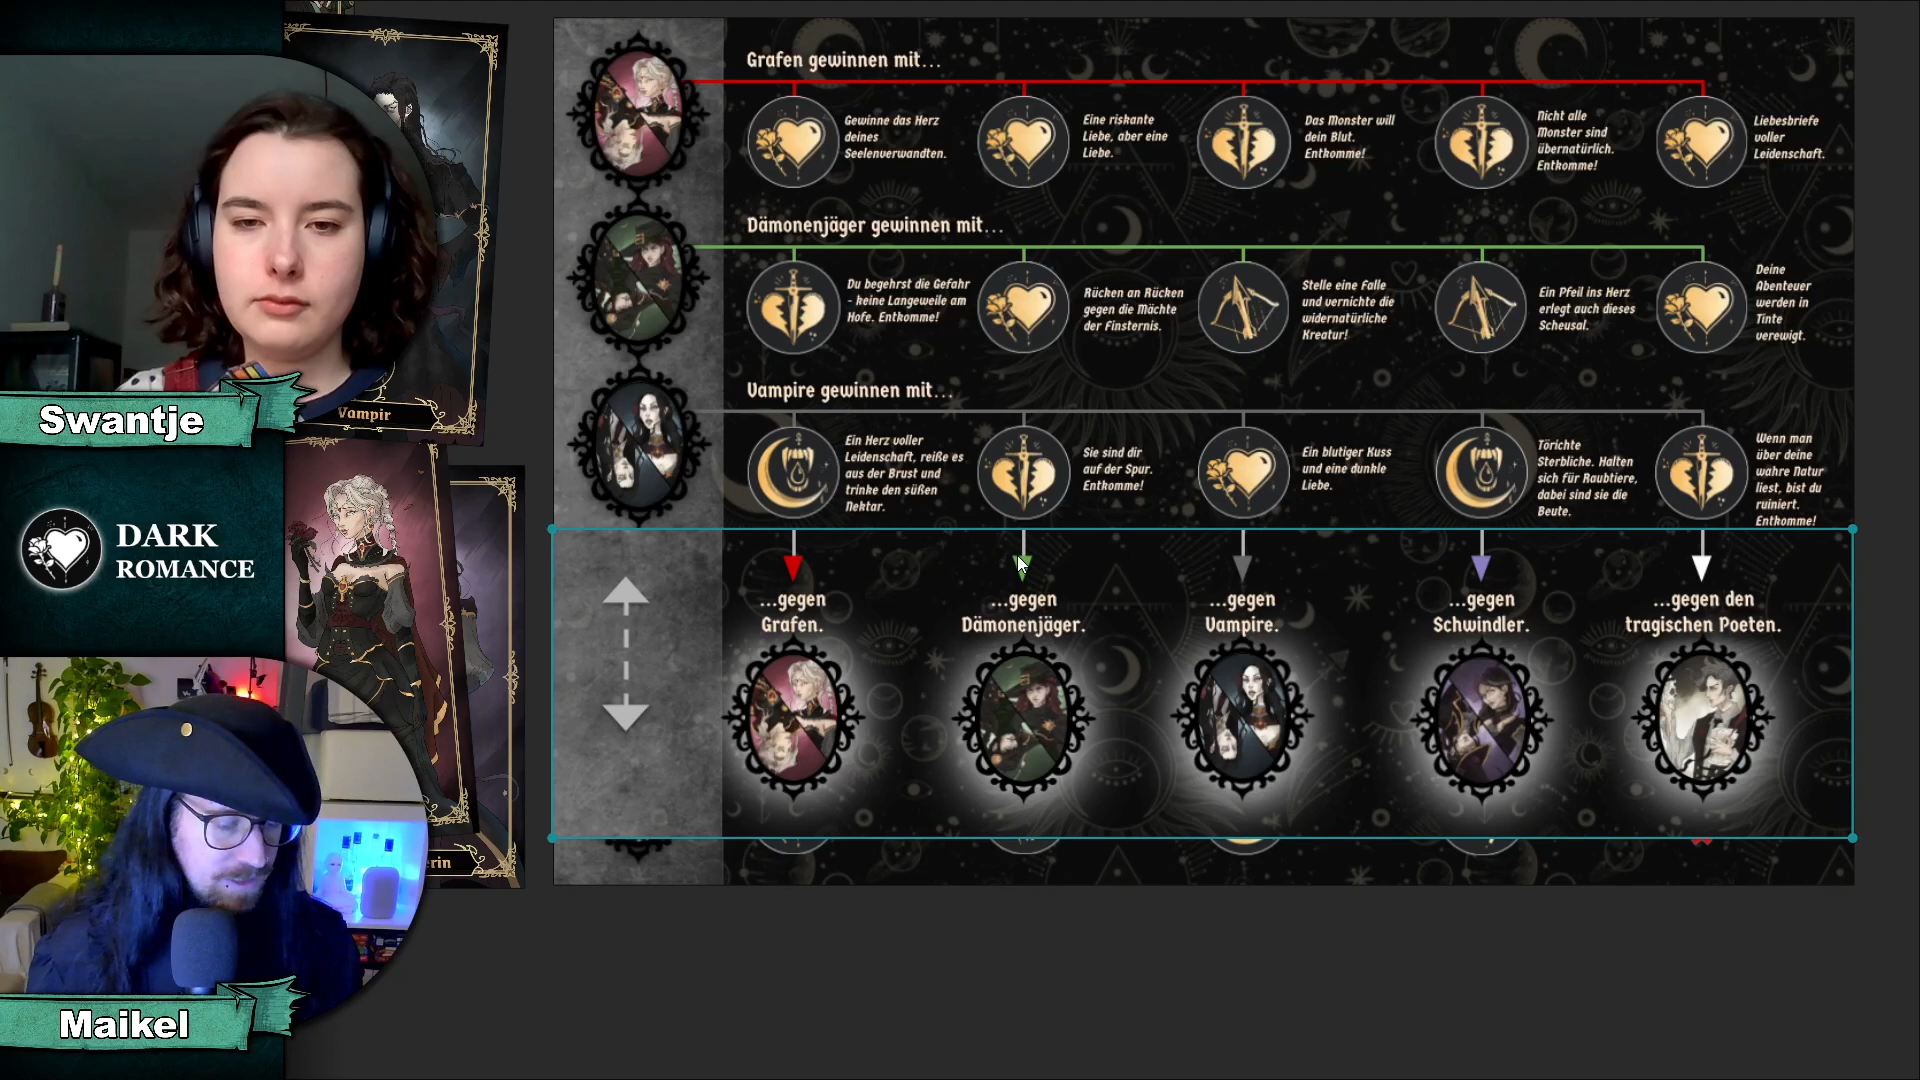 Swantje
Vampir
DARK
ROMANCE
erin
Maikel
Grafen gewinnen mit...
Gewinne das Herz
deines
Seelenverwandten.
Eine riskante
Liebe, aber eine
Liebe.
Das Monster will
dein Blut.
Entkomme!
Nicht alle
Monster sind
übernatürlich.
Entkomme!
Liebesbriefe
voller
Leidenschaft.
Dämonenjäger gewinnen mit...
Du begehrst die Gefahr
- keine Langeweile am
Hofe. Entkomme!
Rücken an Rücken
gegen die Mächte
der Finsternis.
Stelle eine Falle
und vernichte die
widernatürliche
Kreatur!
Ein Pfeil ins Herz
erlegt auch dieses
Scheusal.
Deine
Abenteuer
werden in
Tinte
verewigt.
Vampire gewinnen mit...
Ein Herz voller
Leidenschaft, reiße es
aus der Brust und
trinke den süßen
Nektar.
Sie sind dir
auf der Spur.
Entkomme!
Ein blutiger Kuss
und eine dunkle
Liebe.
Törichte
Sterbliche. Halten
sich für Raubtiere,
dabei sind sie die
Beute.
Wenn man
über deine
wahre Natur
liest, bist du
ruiniert.
Entkomme!
...gegen
Grafen.
...gegen
Dämonenjäger.
...gegen
Vampire.
...gegen
Schwindler.
...gegen den
tragischen Poeten.